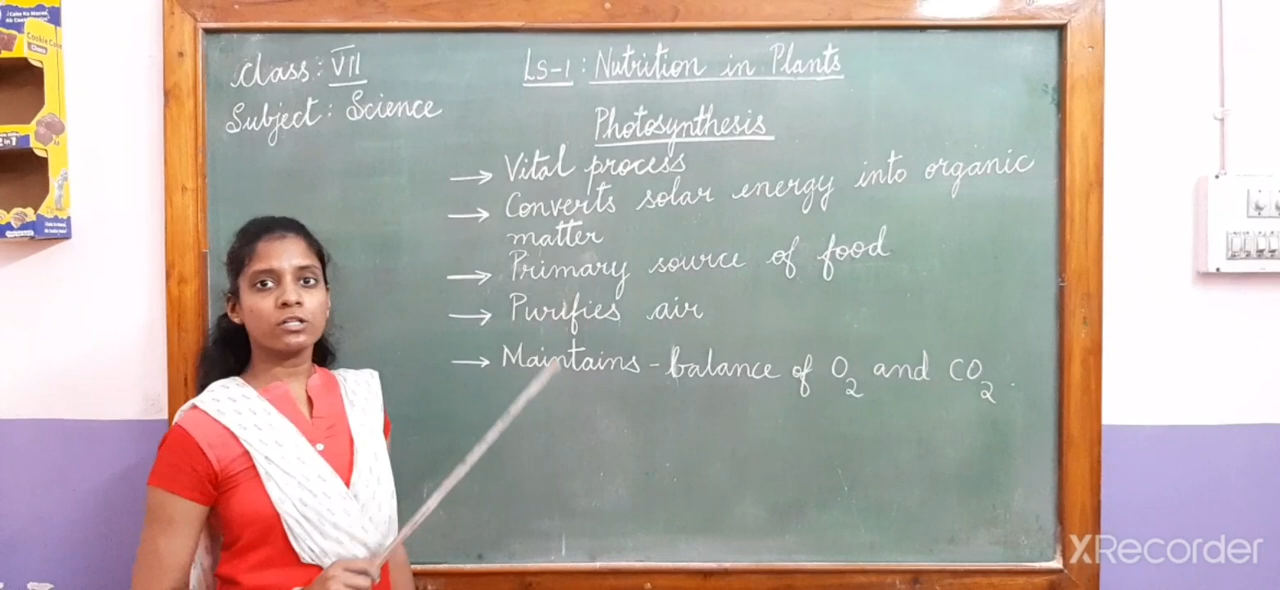 Class: VII
Subject: Science
LS-1: Nutrition in Plants
Photosynthesis
→ Vital process
→ Converts solar energy into organic
matter
→ Primary source of food
→ Purifies air
→ Maintains - balance of O₂ and CO₂.
XRecorder